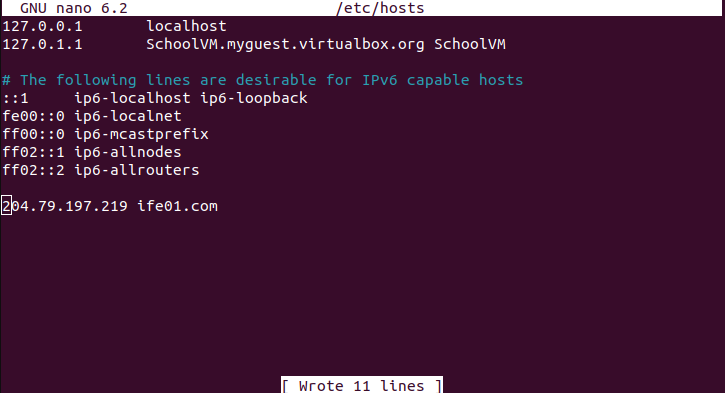 GNU nano 6.2 /etc/hosts
127.0.0.1 localhost
127.0.1.1 SchoolVM.myguest.virtualbox.org SchoolVM
# The following lines are desirable for IPv6 capable hosts
::1 ip6-localhost ip6-loopback
fe00::0 ip6-localnet
ff00::0 ip6-mcastprefix
ff02::1 ip6-allnodes
ff02::2 ip6-allrouters
204.79.197.219 ife01.com
[ Wrote 11 lines ]